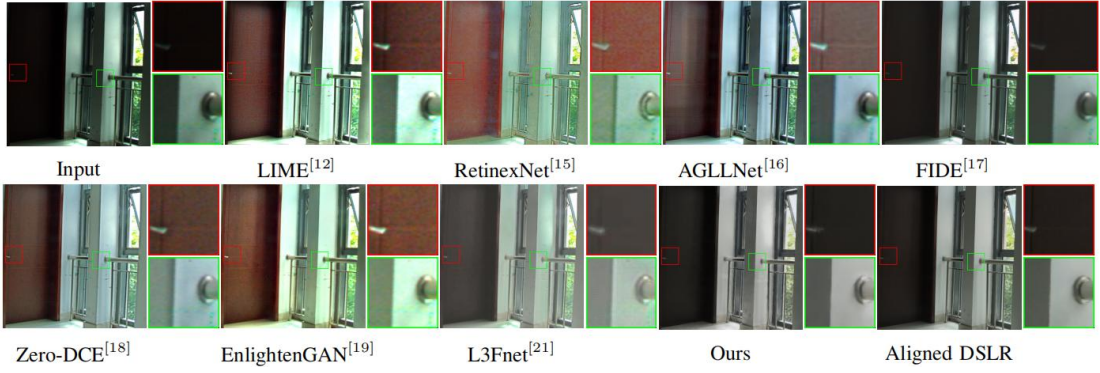 Input LIME[12] RetinexNet[15] AGLLNet[16] FIDE[17]
Zero-DCE[18] EnlightenGAN[19] L3Fnet[21] Ours Aligned DSLR